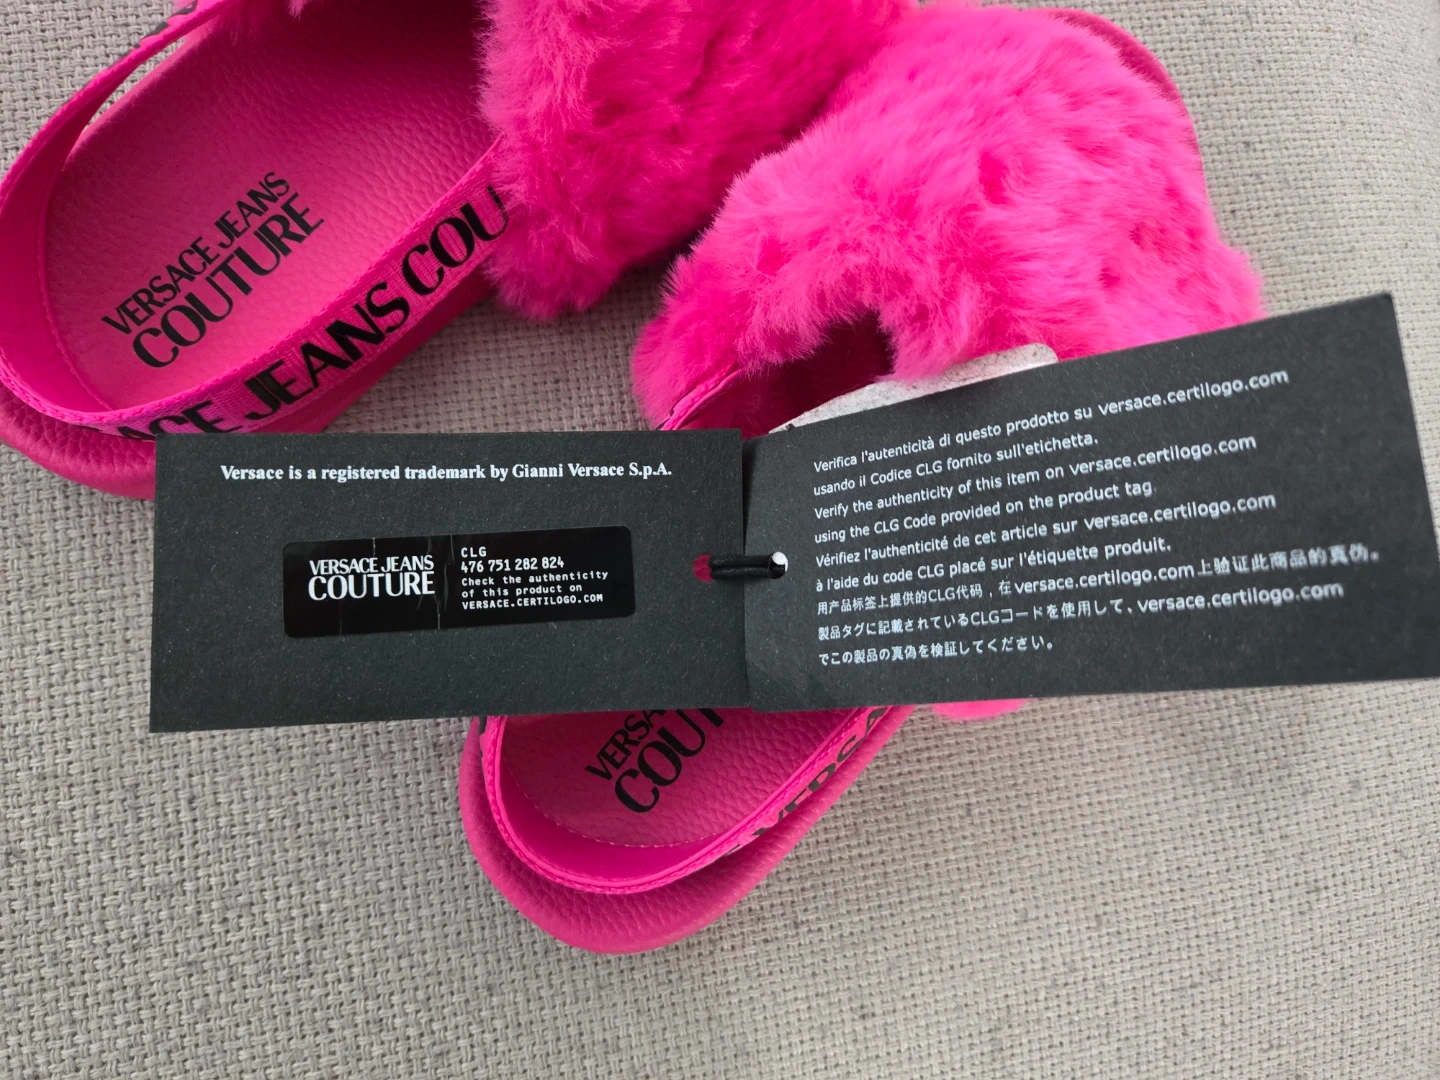 VERSACE JEANS
COUTURE
ACE JEANS COU
Versace is a registered trademark by Gianni Versace S.p.A.
VERSACE JEANS
COUTURE
CLG
476 751 282 824
Check the authenticity
of this product on
VERSACE.CERTILOGO.COM
Verifica l'autenticità di questo prodotto su versace.certilogo.com
usando il Codice CLG fornito sull'etichetta.
Verify the authenticity of this item on versace.certilogo.com
using the CLG Code provided on the product tag
Vérifiez l'authenticité de cet article sur versace.certilogo.com
à l'aide du code CLG placé sur l'étiquette produit.
用产品标签上提供的CLG代码，在versace.certilogo.com上验证此商品的真伪。
製品タグに記載されているCLGコードを使用して、versace.certilogo.com
でこの製品の真偽を検証してください。
VERSA
COUT